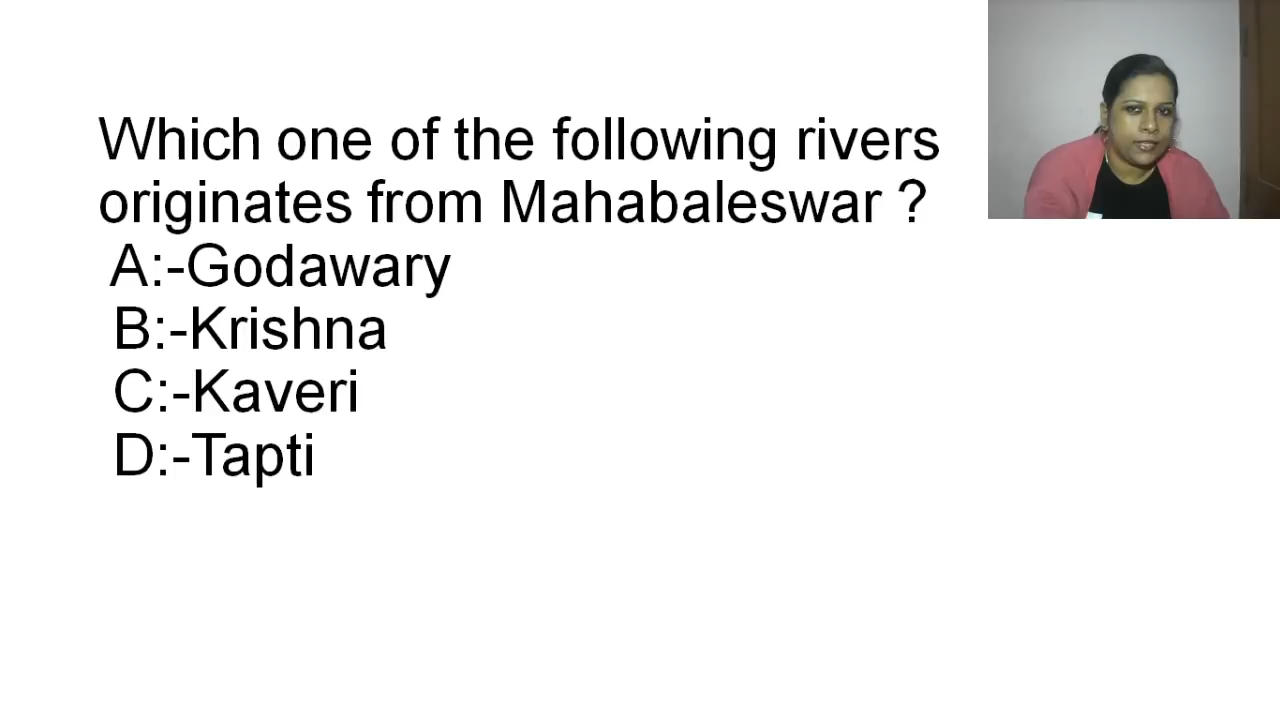 Which one of the following rivers
originates from Mahabaleswar ?
A:-Godawary
B:-Krishna
C:-Kaveri
D:-Tapti